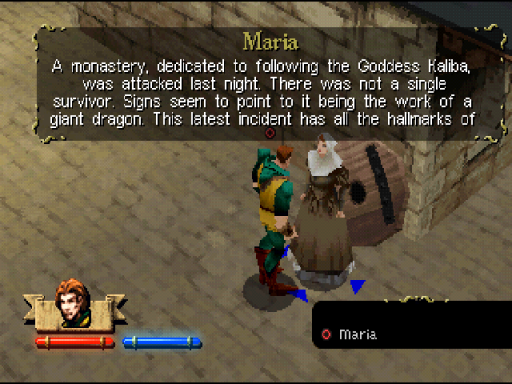 Maria
A monastery, dedicated to following the Goddess Kaliba,
was attacked last night. There was not a single
survivor. Signs seem to point to it being the work of a
giant dragon. This latest incident has all the hallmarks of
Maria